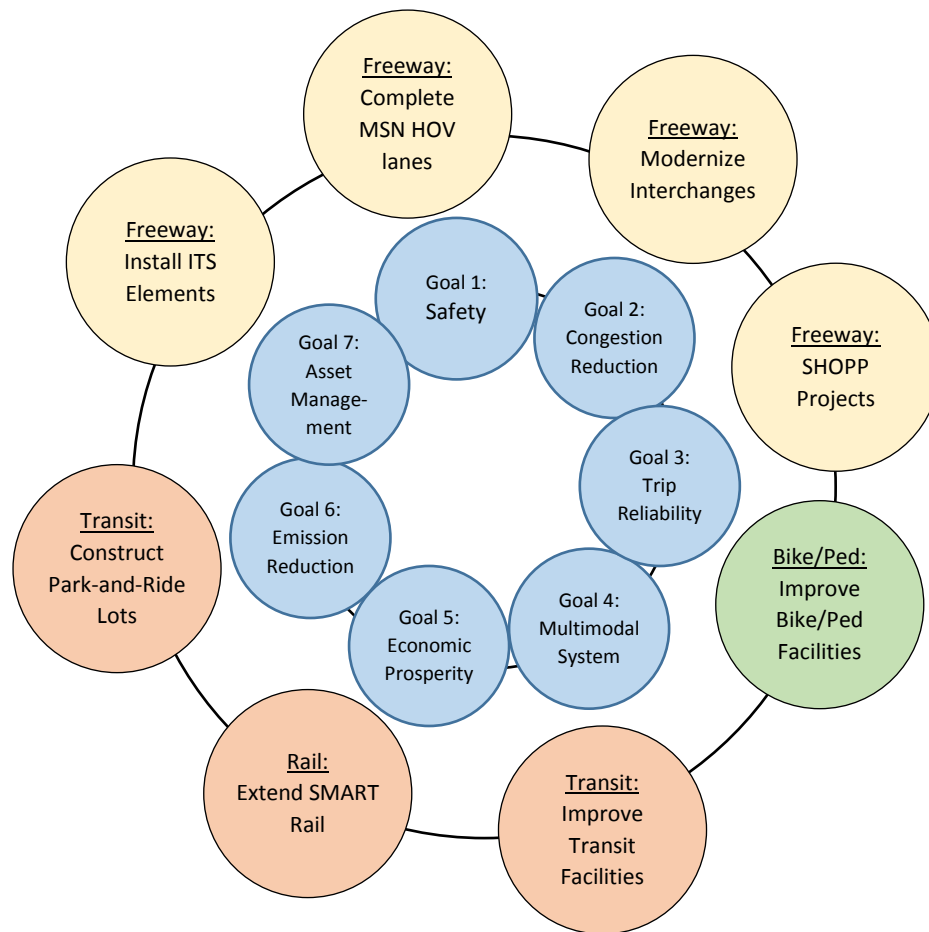 Freeway:
Complete
MSN HOV
lanes
Freeway:
Modernize
Interchanges
Freeway:
SHOPP
Projects
Bike/Ped:
Improve
Bike/Ped
Facilities
Transit:
Improve
Transit
Facilities
Rail:
Extend SMART
Rail
Transit:
Construct
Park-and-Ride
Lots
Freeway:
Install ITS
Elements
Goal 1:
Safety
Goal 2:
Congestion
Reduction
Goal 3:
Trip
Reliability
Goal 4:
Multimodal
System
Goal 5:
Economic
Prosperity
Goal 6:
Emission
Reduction
Goal 7:
Asset
Manage-
ment